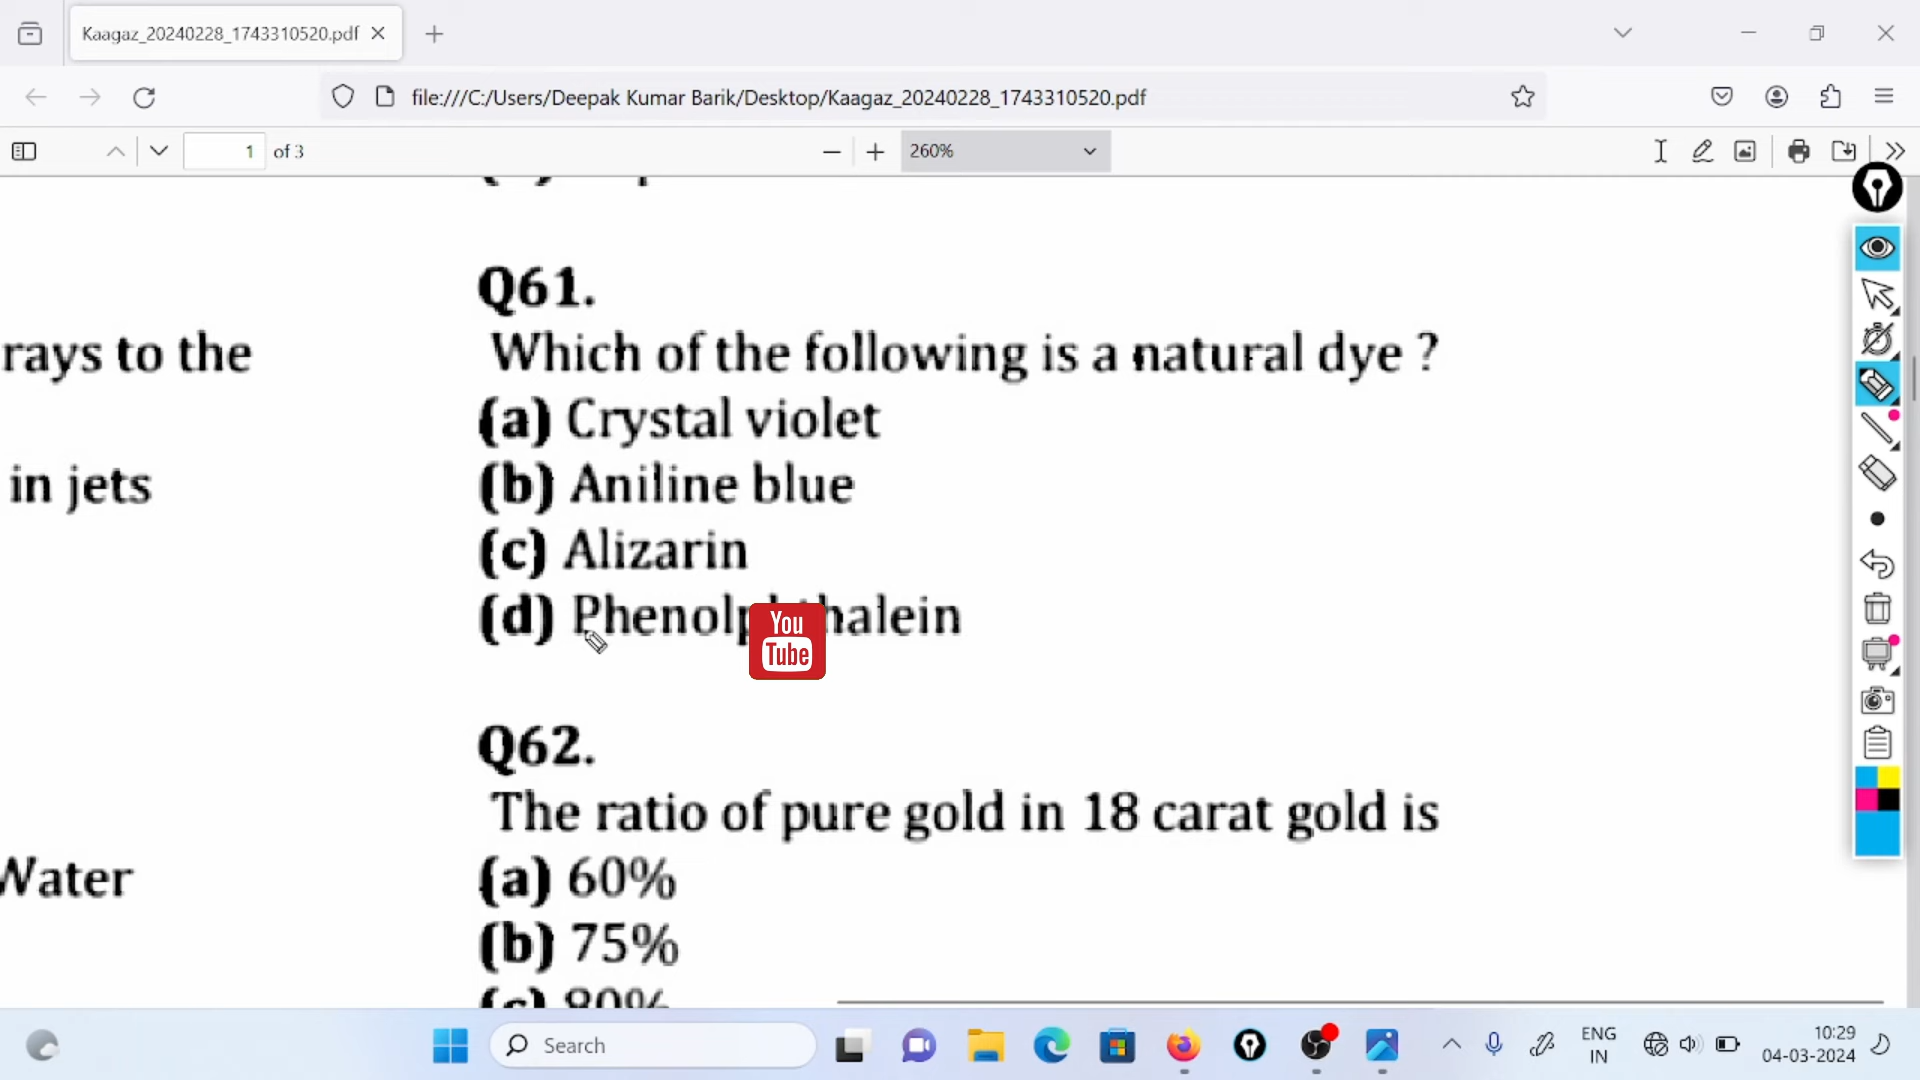 Kaagaz_20240228_1743310520.pdf
file:///C:/Users/Deepak Kumar Barik/Desktop/Kaagaz_20240228_1743310520.pdf
1 of 3
260%
rays to the
in jets
Water
Q61.
Which of the following is a natural dye ?
(a) Crystal violet
(b) Aniline blue
(c) Alizarin
(d) Phenolphthalein
You
Tube
Q62.
The ratio of pure gold in 18 carat gold is
(a) 60%
(b) 75%
(c) 80%
Search
ENG
IN
10:29
04-03-2024